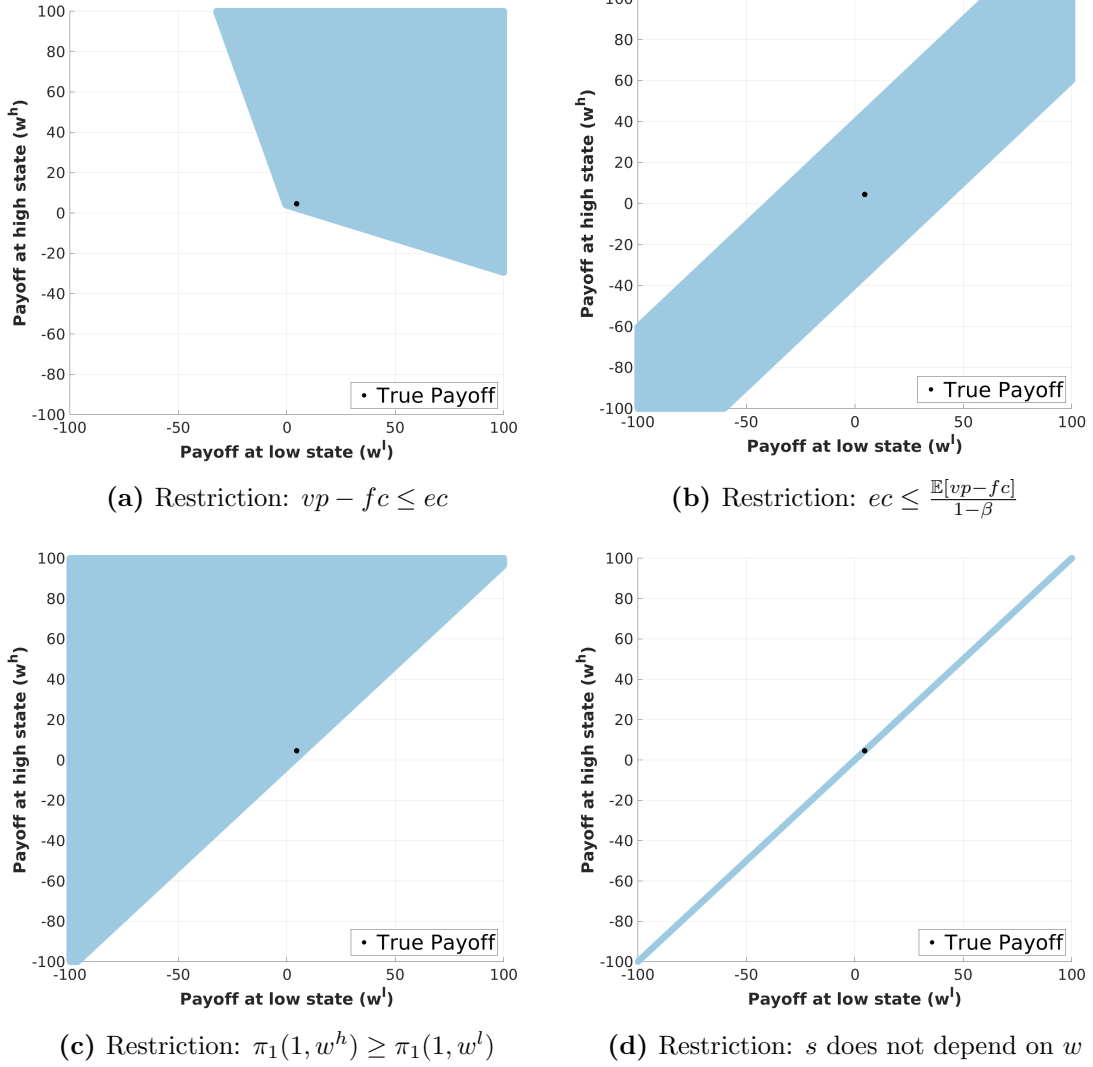 100
80
60
40
20
0
-20
-40
-60
-80
-100
-100 -50 0 50 100
Payoff at high state (w^h)
Payoff at low state (w^l)
True Payoff
(a) Restriction: vp − fc ≤ ec
100
80
60
40
20
0
-20
-40
-60
-80
-100
-100 -50 0 50 100
Payoff at high state (w^h)
Payoff at low state (w^l)
True Payoff
(b) Restriction: ec ≤ 𝔼[vp−fc] / 1−β
100
80
60
40
20
0
-20
-40
-60
-80
-100
-100 -50 0 50 100
Payoff at high state (w^h)
Payoff at low state (w^l)
True Payoff
(c) Restriction: π₁(1, w^h) ≥ π₁(1, w^l)
100
80
60
40
20
0
-20
-40
-60
-80
-100
-100 -50 0 50 100
Payoff at high state (w^h)
Payoff at low state (w^l)
True Payoff
(d) Restriction: s does not depend on w